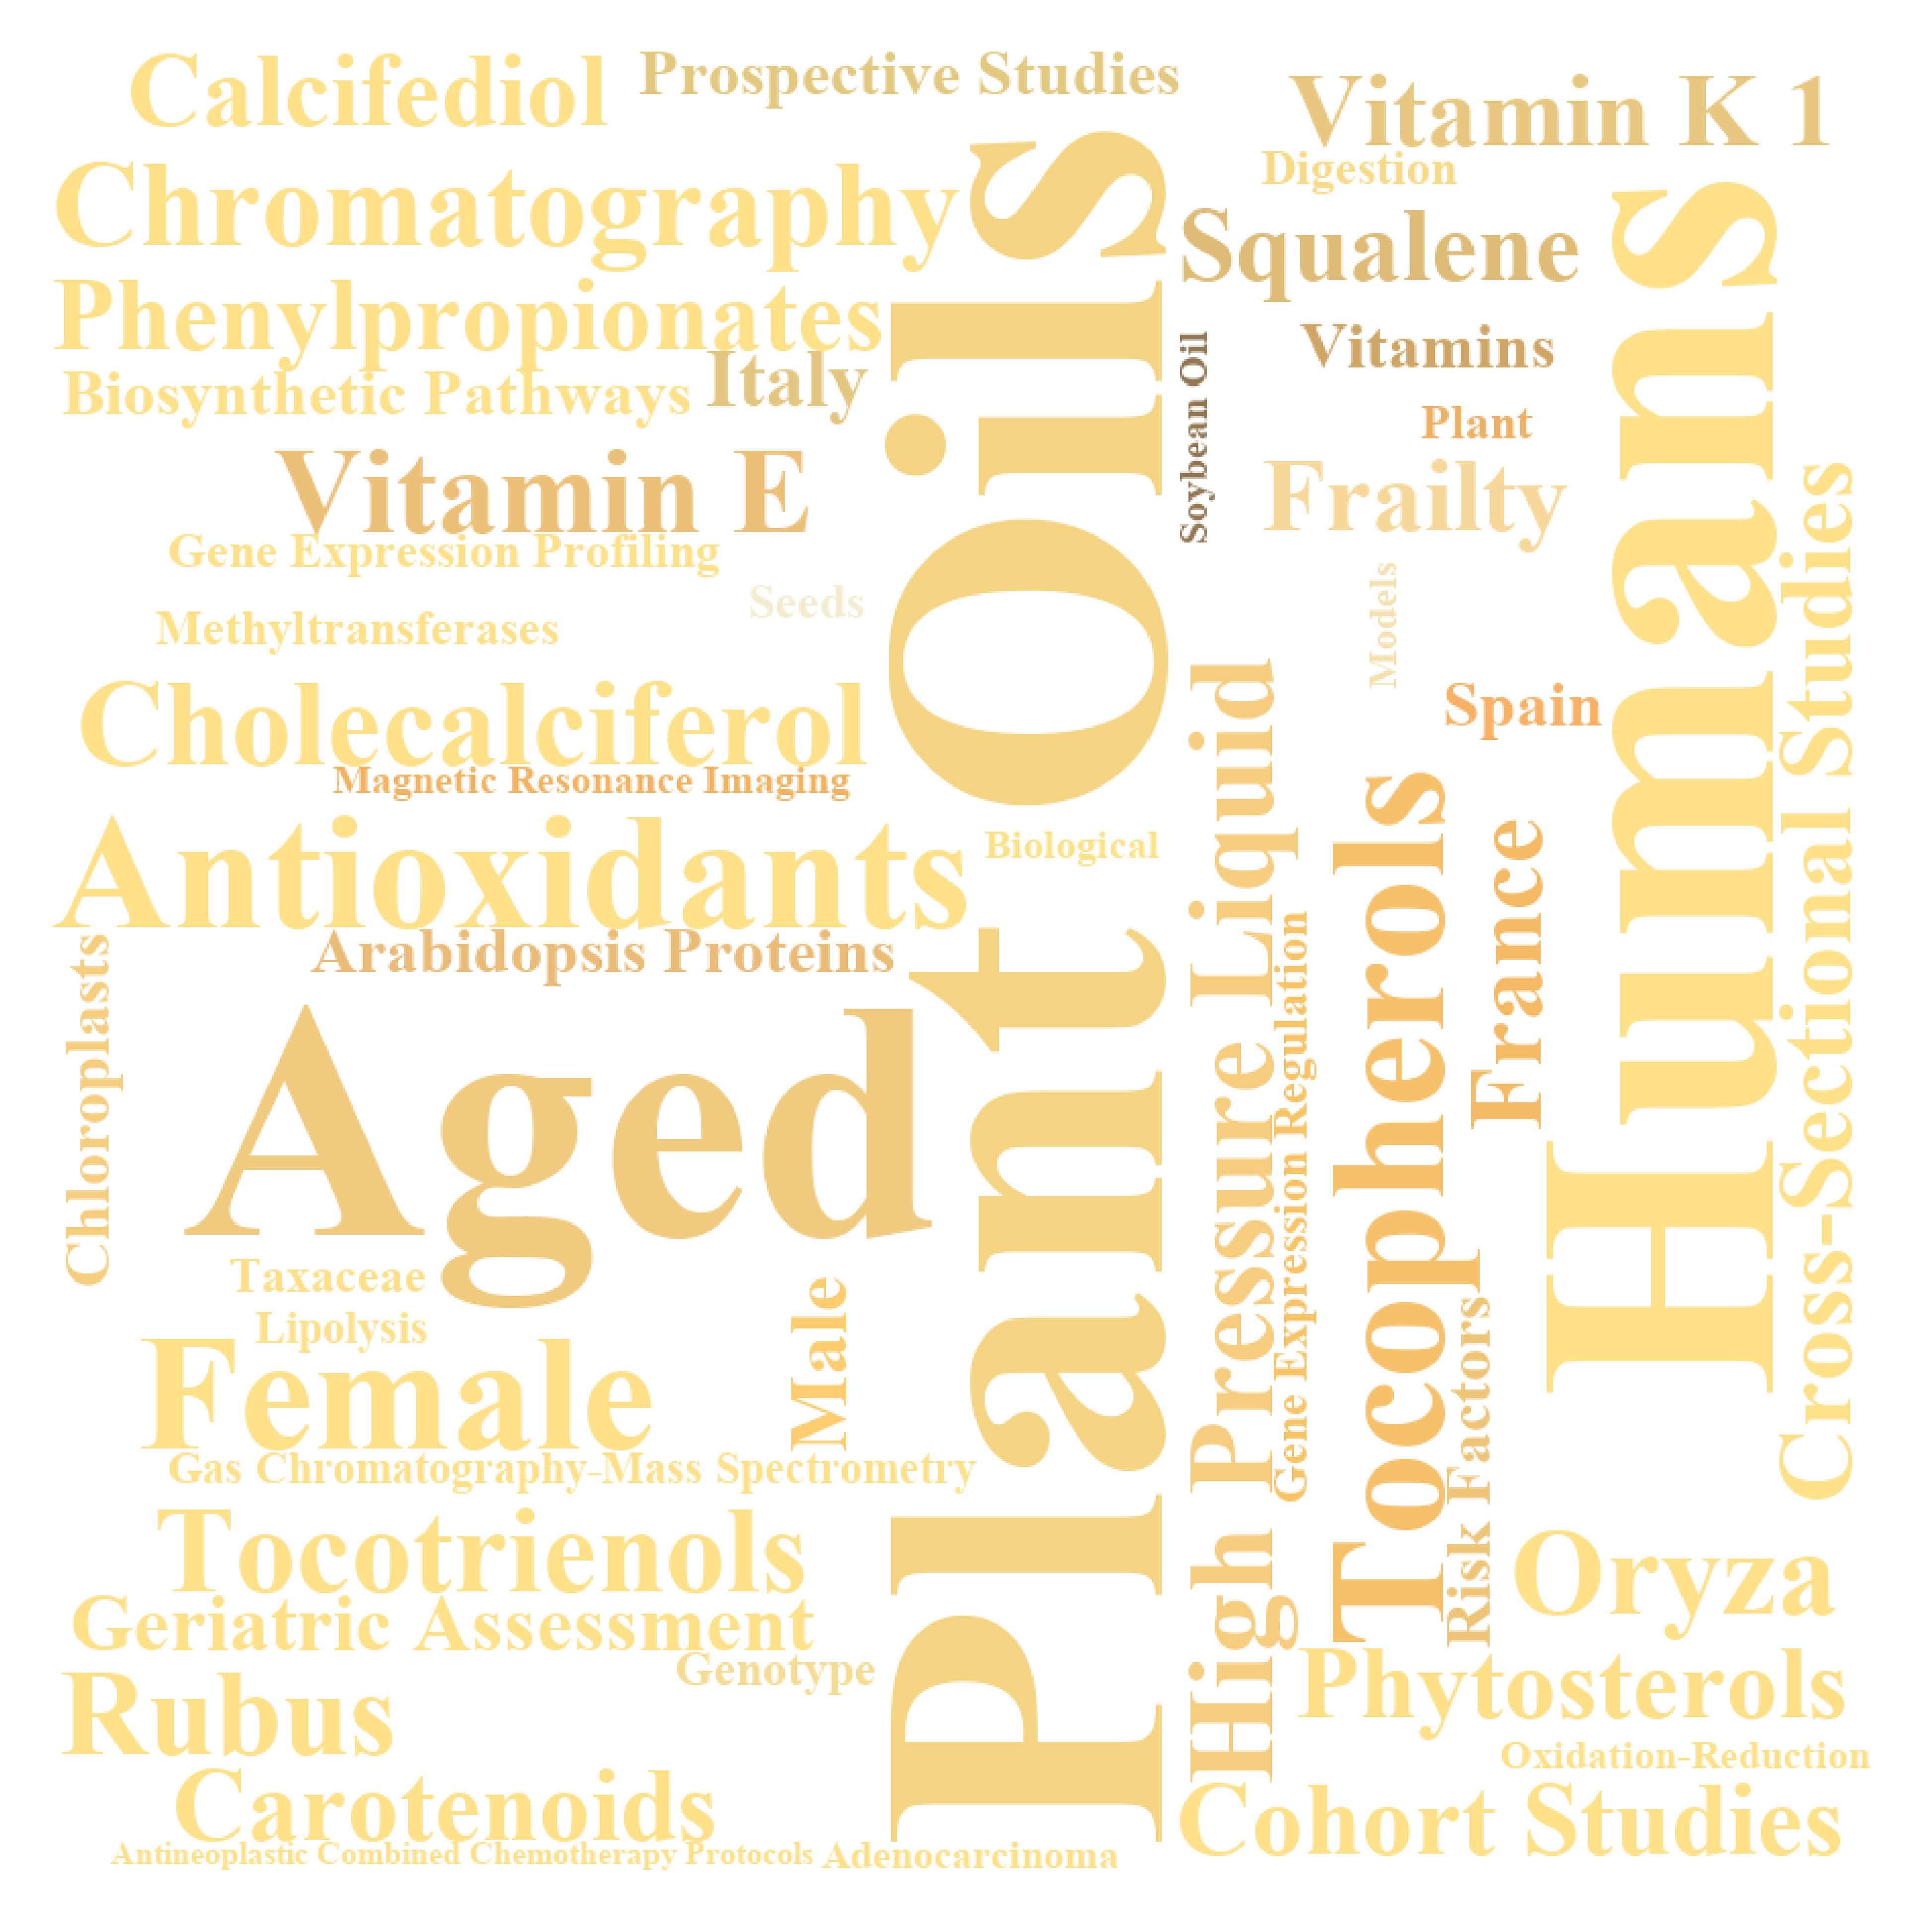 Calcifediol
Prospective Studies
Vitamin K 1
Chromatography
Digestion
Squalene
Phenylpropionates
Vitamins
Italy
Biosynthetic Pathways
Soybean Oil
Plant
Vitamin E
Frailty
Gene Expression Profiling
Seeds
Models
Methyltransferases
Cholecalciferol
Spain
Magnetic Resonance Imaging
Antioxidants
Biological
Arabidopsis Proteins
Plant Oils
Humans
Cross-Sectional Studies
High Pressure Liquid
Gene Expression Regulation
Tocopherols
France
Risk Factors
Chloroplasts
Aged
Taxaceae
Lipolysis
Male
Female
Gas Chromatography-Mass Spectrometry
Tocotrienols
Oryza
Geriatric Assessment
Genotype
Phytosterols
Rubus
Oxidation-Reduction
Carotenoids
Cohort Studies
Antineoplastic Combined Chemotherapy Protocols
Adenocarcinoma